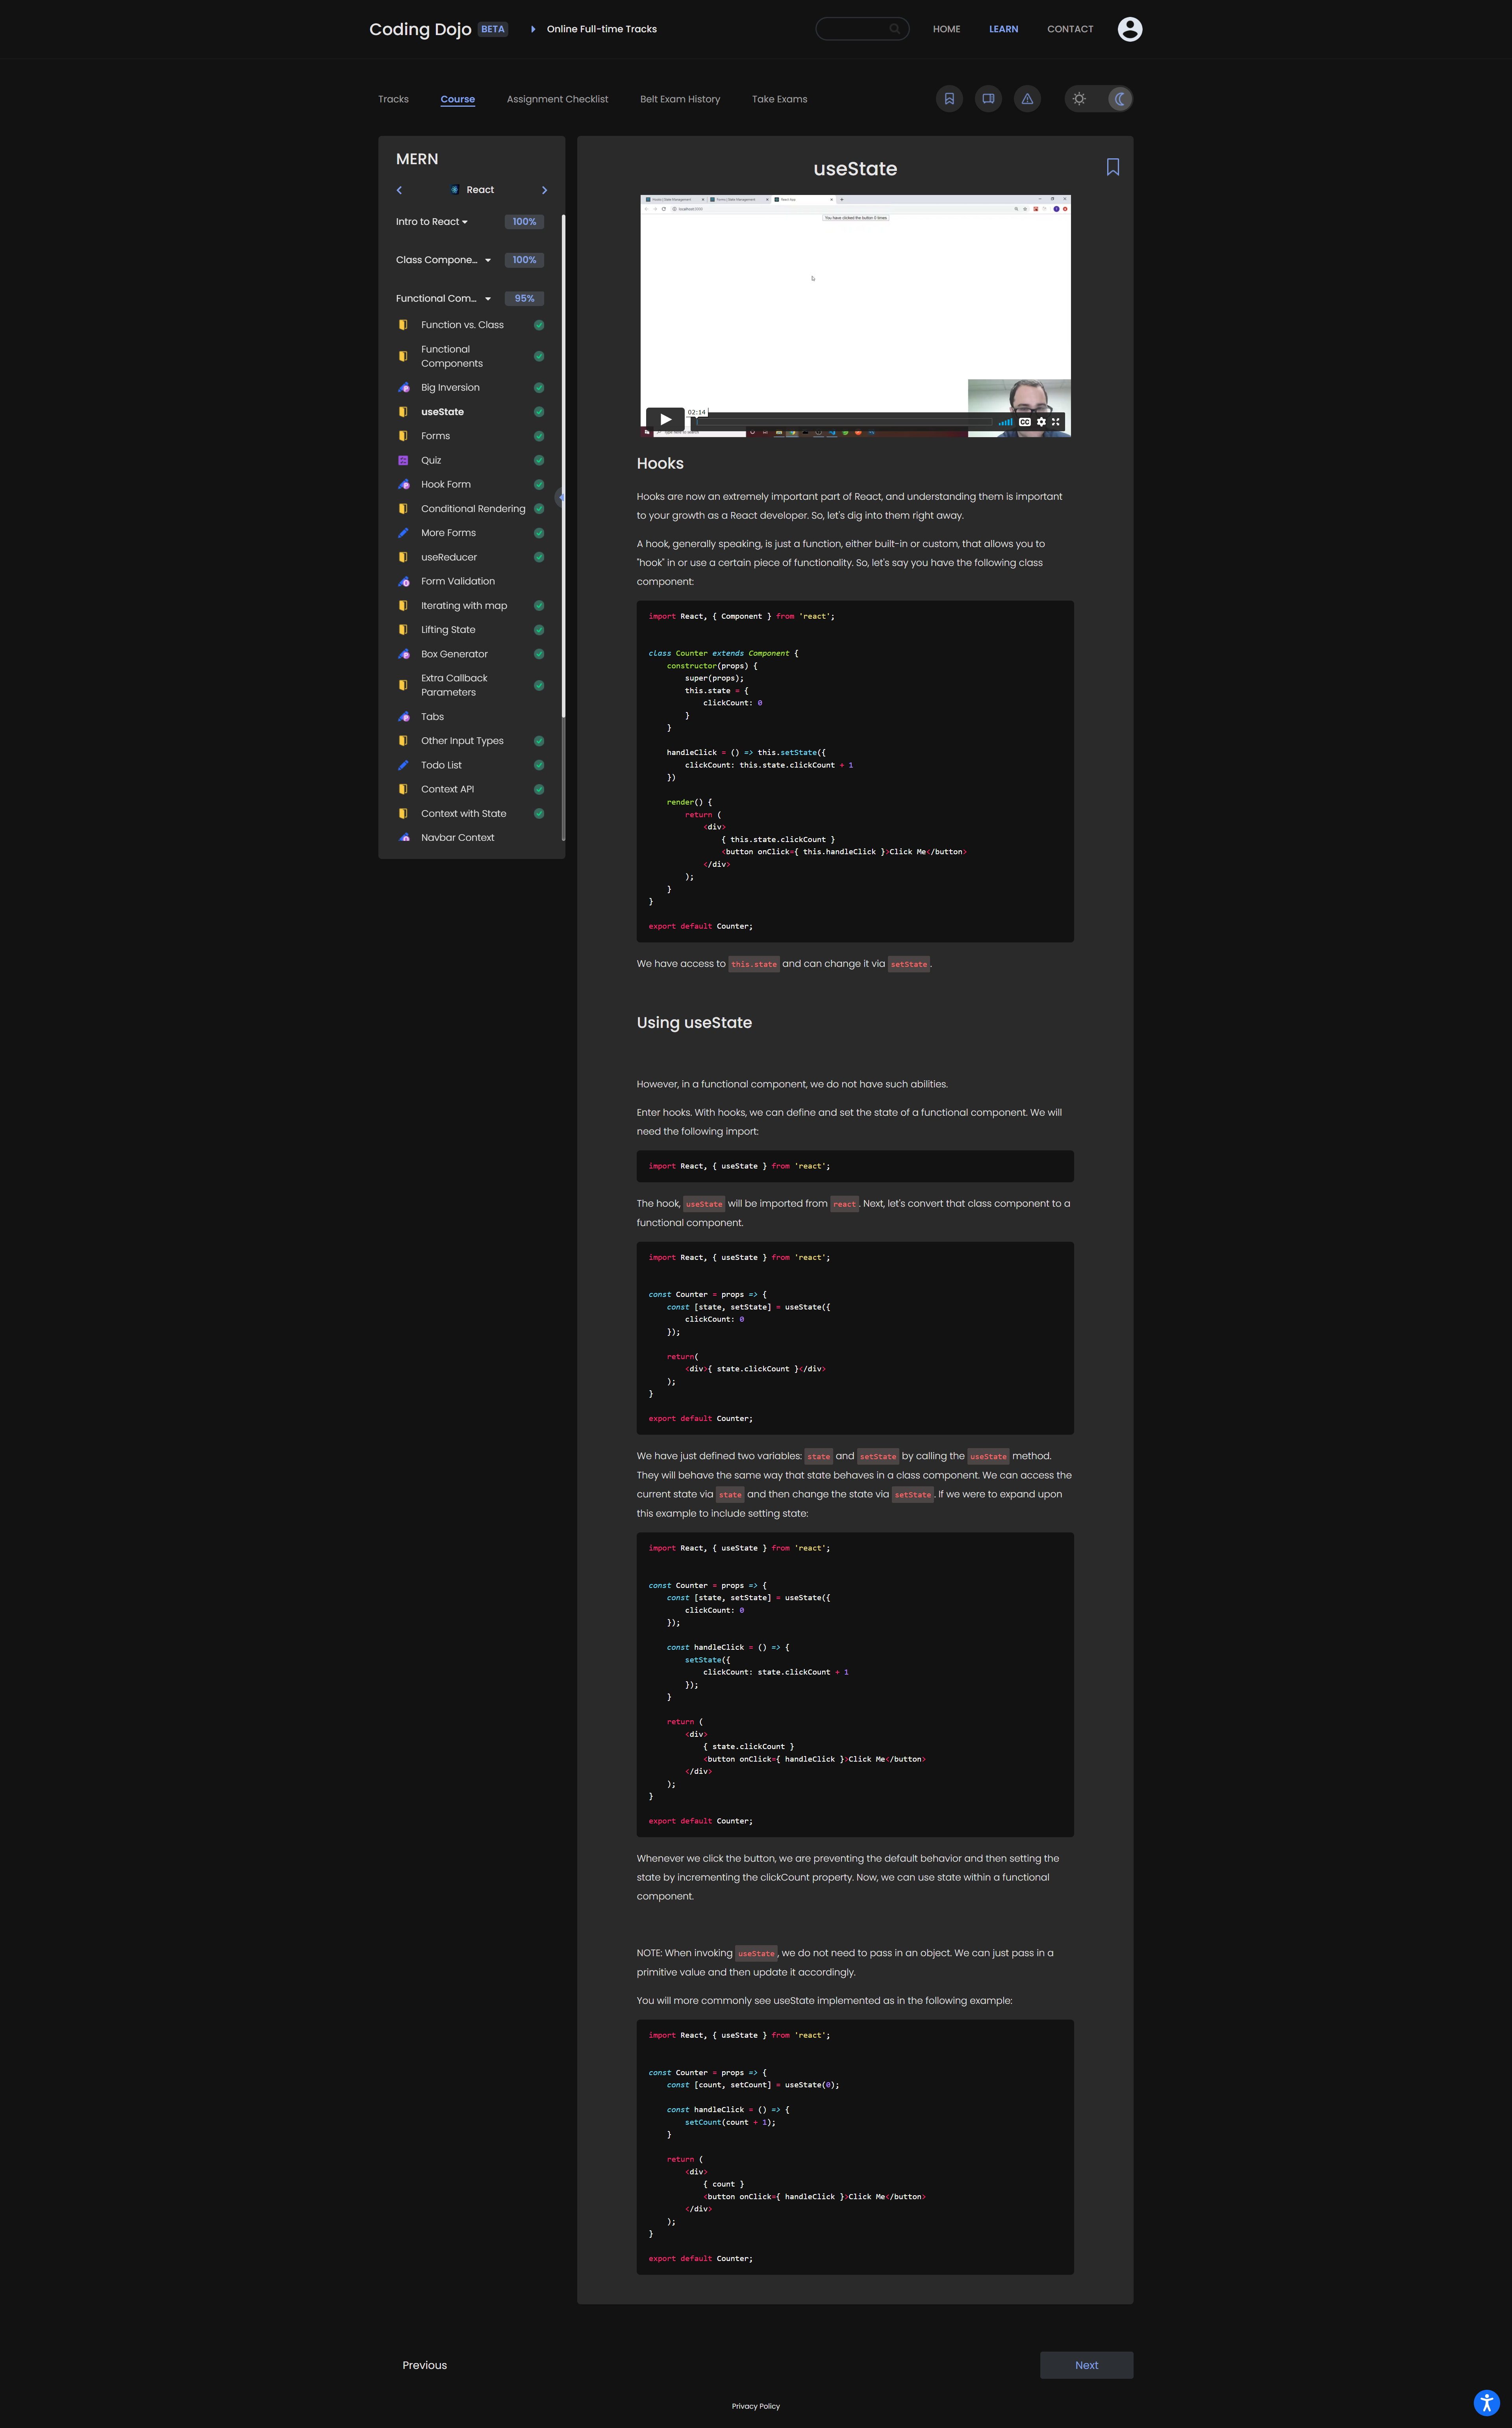 Coding Dojo BETA Online Full-time Tracks HOME LEARN CONTACT
Tracks Course Assignment Checklist Belt Exam History Take Exams
MERN
React
Intro to React 100%
Class Compone... 100%
Functional Com... 95%
Function vs. Class
Functional
Components
Big Inversion
useState
Forms
Quiz
Hook Form
Conditional Rendering
More Forms
useReducer
Form Validation
Iterating with map
Lifting State
Box Generator
Extra Callback
Parameters
Tabs
Other Input Types
Todo List
Context API
Context with State
Navbar Context
useState
Hooks | State Management Forms | State Management React App
localhost:3000
You have clicked the button 0 times
02:14
CC
Hooks
Hooks are now an extremely important part of React, and understanding them is important
to your growth as a React developer. So, let's dig into them right away.
A hook, generally speaking, is just a function, either built-in or custom, that allows you to
"hook" in or use a certain piece of functionality. So, let's say you have the following class
component:
import React, { Component } from 'react';
class Counter extends Component {
constructor(props) {
super(props);
this.state = {
clickCount: 0
}
}
handleClick = () => this.setState({
clickCount: this.state.clickCount + 1
})
render() {
return (
<div>
{ this.state.clickCount }
<button onClick={ this.handleClick }>Click Me</button>
</div>
);
}
}
export default Counter;
We have access to this.state and can change it via setState.
Using useState
However, in a functional component, we do not have such abilities.
Enter hooks. With hooks, we can define and set the state of a functional component. We will
need the following import:
import React, { useState } from 'react';
The hook, useState will be imported from react. Next, let's convert that class component to a
functional component.
import React, { useState } from 'react';
const Counter = props => {
const [state, setState] = useState({
clickCount: 0
});
return(
<div>{ state.clickCount }</div>
);
}
export default Counter;
We have just defined two variables: state and setState by calling the useState method.
They will behave the same way that state behaves in a class component. We can access the
current state via state and then change the state via setState. If we were to expand upon
this example to include setting state:
import React, { useState } from 'react';
const Counter = props => {
const [state, setState] = useState({
clickCount: 0
});
const handleClick = () => {
setState({
clickCount: state.clickCount + 1
});
}
return (
<div>
{ state.clickCount }
<button onClick={ handleClick }>Click Me</button>
</div>
);
}
export default Counter;
Whenever we click the button, we are preventing the default behavior and then setting the
state by incrementing the clickCount property. Now, we can use state within a functional
component.
NOTE: When invoking useState, we do not need to pass in an object. We can just pass in a
primitive value and then update it accordingly.
You will more commonly see useState implemented as in the following example:
import React, { useState } from 'react';
const Counter = props => {
const [count, setCount] = useState(0);
const handleClick = () => {
setCount(count + 1);
}
return (
<div>
{ count }
<button onClick={ handleClick }>Click Me</button>
</div>
);
}
export default Counter;
Previous Next
Privacy Policy